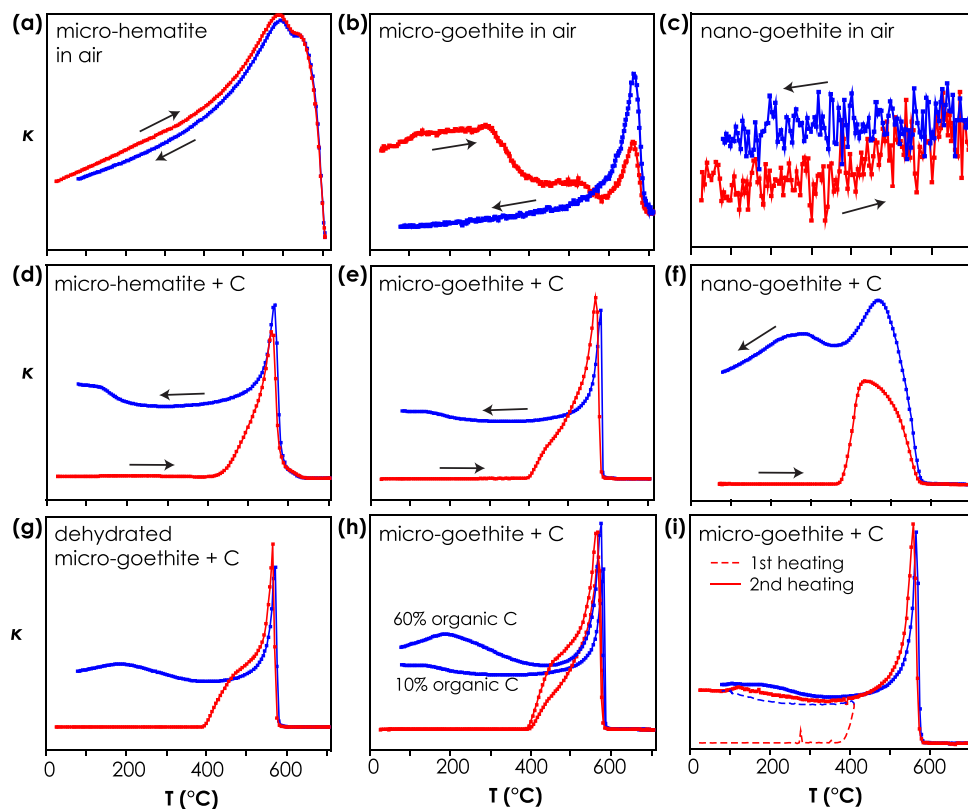 (a) micro-hematite
in air
(b) micro-goethite in air
(c) nano-goethite in air
κ
(d) micro-hematite + C
(e) micro-goethite + C
(f) nano-goethite + C
κ
(g) dehydrated
micro-goethite + C
(h) micro-goethite + C
60% organic C
10% organic C
(i) micro-goethite + C
1st heating
2nd heating
κ
0 200 400 600
0 200 400 600
0 200 400 600
T (°C)
T (°C)
T (°C)